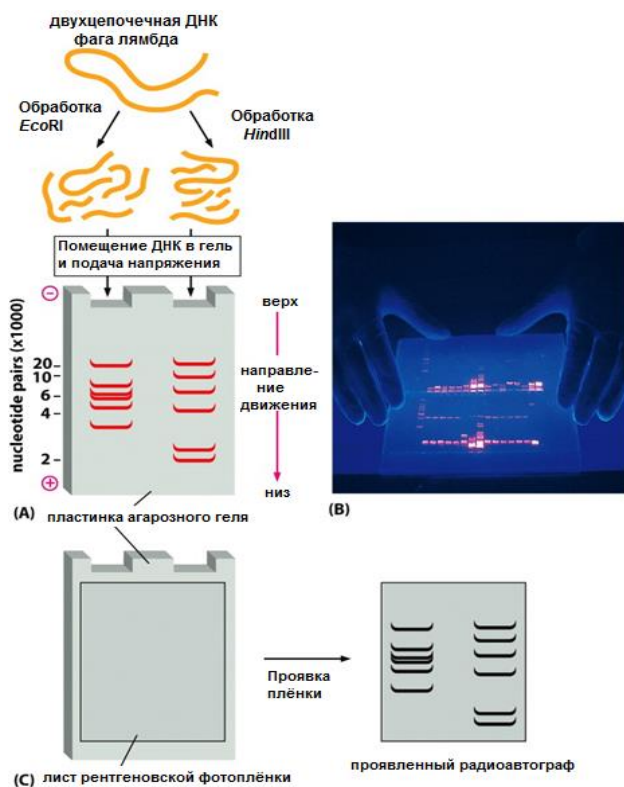 двухцепочечная ДНК
фага лямбда
Обработка
EcoRI
Обработка
HindIII
Помещение ДНК в гель
и подача напряжения
−
верх
nucleotide pairs (x1000)
20
10
6
4
2
направле-
ние
движения
+
низ
(A)
пластинка агарозного геля
(B)
Проявка
плёнки
(C)
лист рентгеновской фотоплёнки
проявленный радиоавтограф